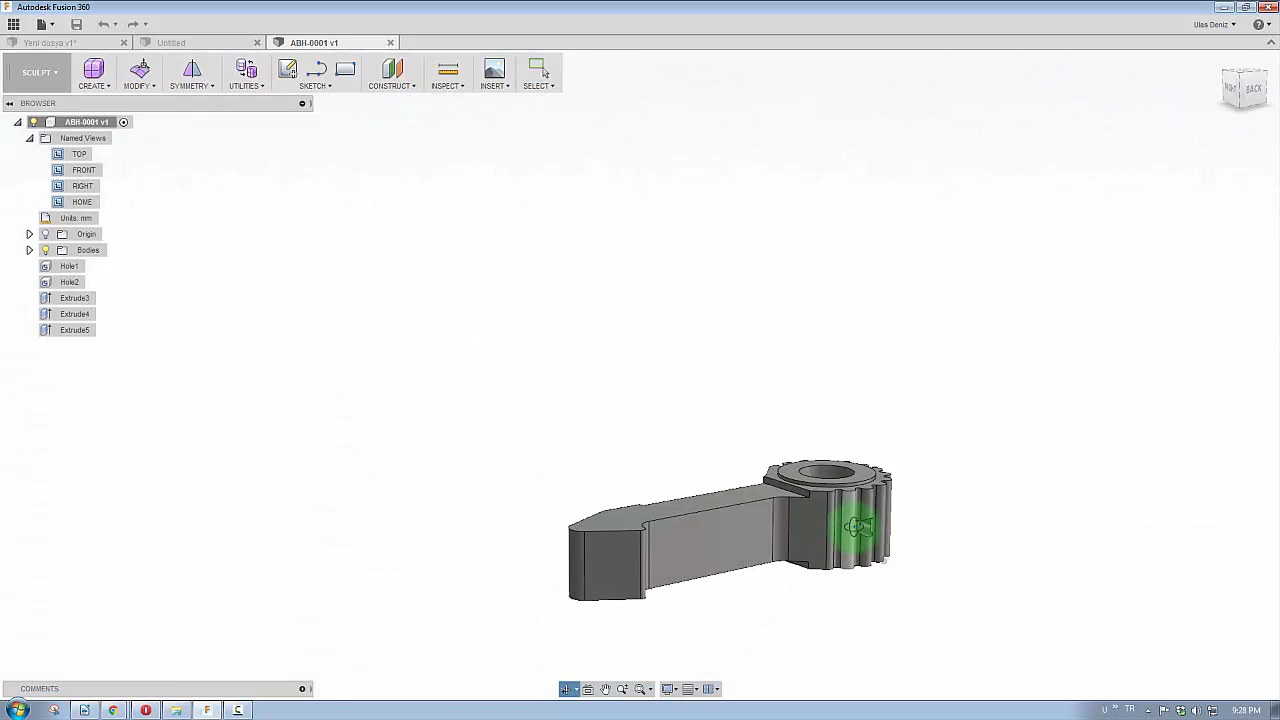 Autodesk Fusion 360
Ulas Deniz
Yeni dosya v1*
Untitled
ABH-0001 v1
SCULPT
CREATE
MODIFY
SYMMETRY
UTILITIES
SKETCH
CONSTRUCT
INSPECT
INSERT
SELECT
BACK
BROWSER
ABH-0001 v1
Named Views
TOP
FRONT
RIGHT
HOME
Units: mm
Origin
Bodies
Hole1
Hole2
Extrude3
Extrude4
Extrude5
COMMENTS
TR
9:28 PM